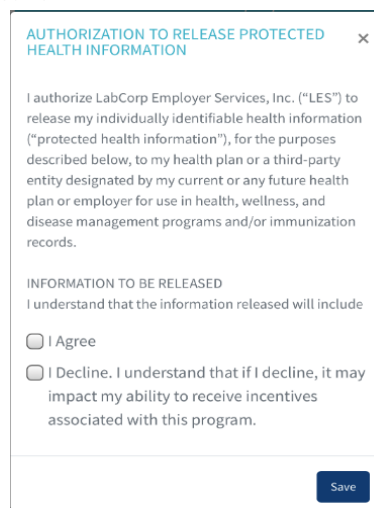 AUTHORIZATION TO RELEASE PROTECTED
HEALTH INFORMATION
×
I authorize LabCorp Employer Services, Inc. (“LES”) to
release my individually identifiable health information
(“protected health information”), for the purposes
described below, to my health plan or a third-party
entity designated by my current or any future health
plan or employer for use in health, wellness, and
disease management programs and/or immunization
records.
INFORMATION TO BE RELEASED
I understand that the information released will include
I Agree
I Decline. I understand that if I decline, it may
impact my ability to receive incentives
associated with this program.
Save